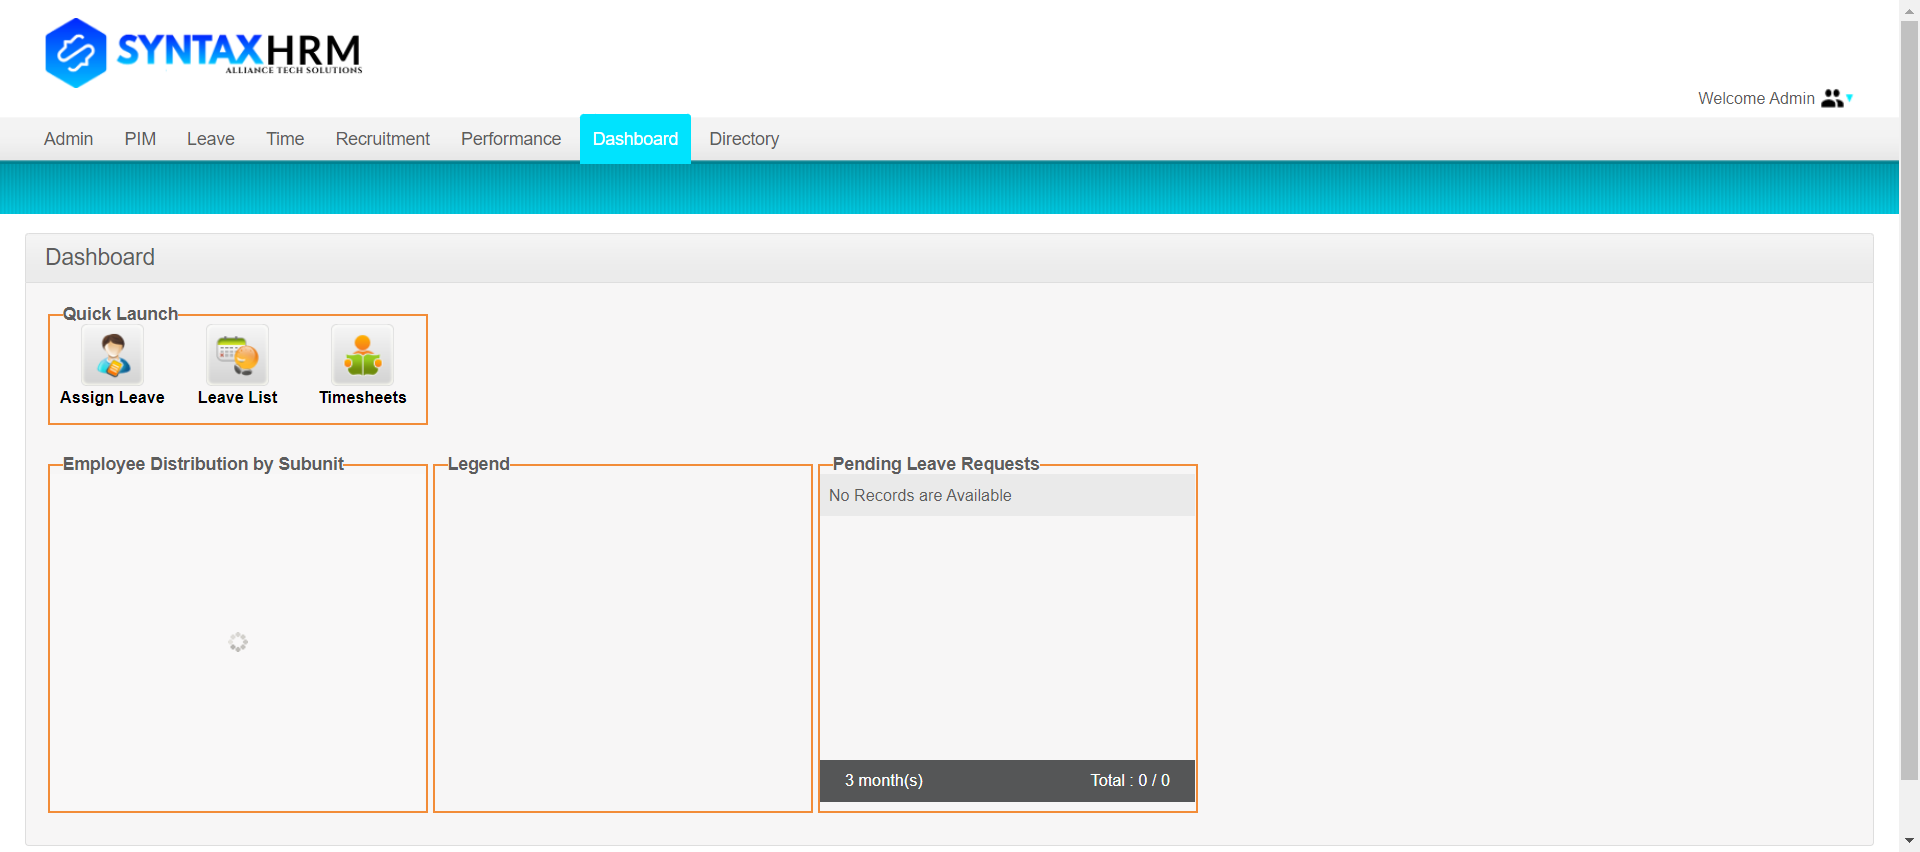 SYNTAXHRM
ALLIANCE TECH SOLUTIONS
Welcome Admin
Admin PIM Leave Time Recruitment Performance Dashboard Directory
Dashboard
Quick Launch
Assign Leave Leave List Timesheets
Employee Distribution by Subunit Legend Pending Leave Requests
No Records are Available
3 month(s) Total : 0 / 0